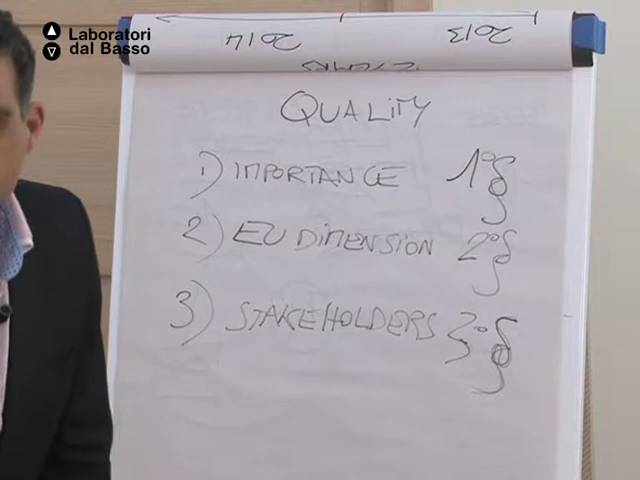 Laboratori
dal Basso
2014 2013
QUALITY
1) IMPORTANCE 1°§
2) EU DIMENSION 2°§
3) STAKEHOLDERS 3°§